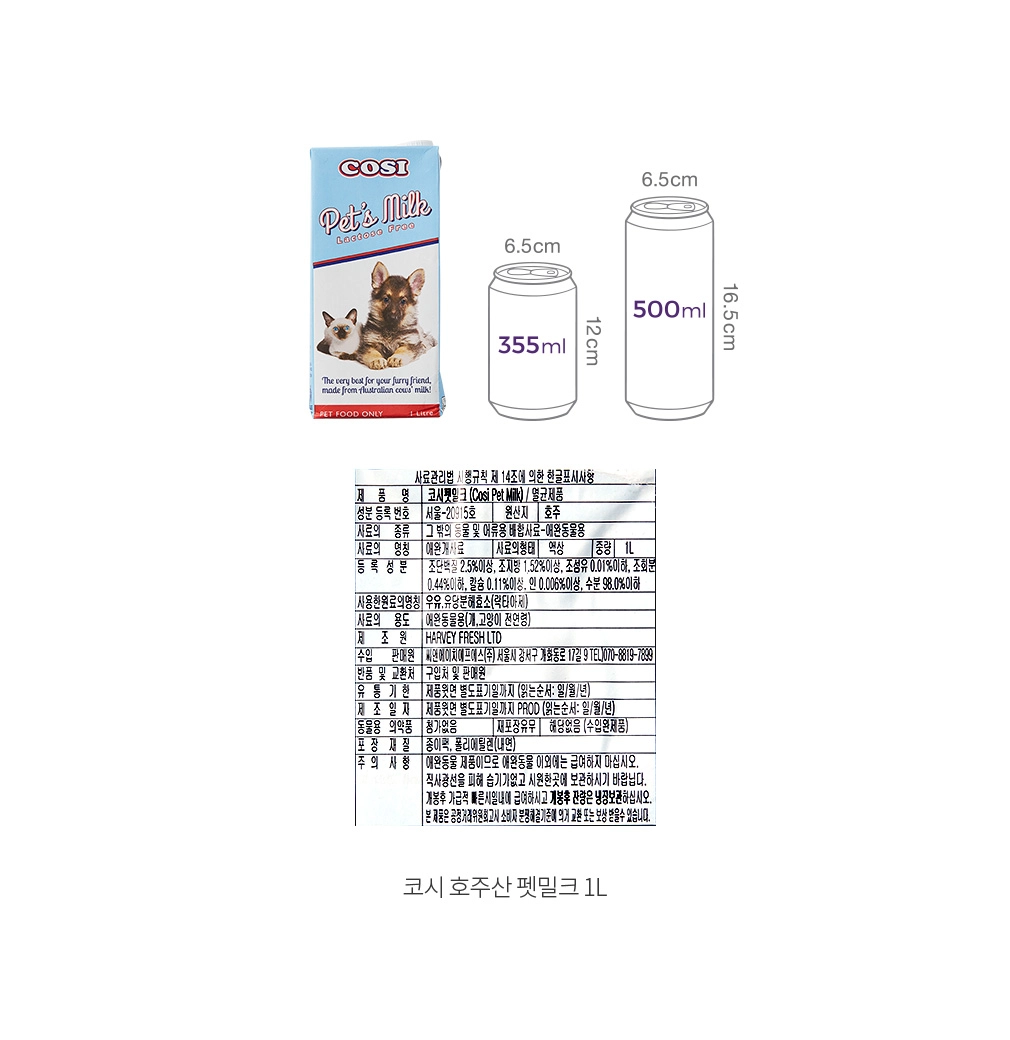 COSI
Pet's Milk
Lactose Free
The very best for your furry friend,
made from Australian cows' milk!
PET FOOD ONLY 1 Litre
6.5cm
355ml
12cm
6.5cm
500ml
16.5cm
사료관리법 시행규칙 제 14조에 의한 한글표시사항
제 품 명 코시펫밀크 (Cosi Pet Milk) / 멸균제품
성분 등록 번호 서울-20915호 원산지 호주
사료의 종류 그 밖의 동물 및 어류용 배합사료-애완동물용
사료의 명칭 애완개사료 사료의형태 액상 중량 1L
등 록 성 분 조단백질 2.5%이상, 조지방 1.52%이상, 조섬유 0.01%이하, 조회분
0.44%이하, 칼슘 0.11%이상, 인 0.006%이상, 수분 98.0%이하
사용한원료의명칭 우유,유당분해효소(락타아제)
사료의 용도 애완동물용(개,고양이 전연령)
제 조 원 HARVEY FRESH LTD
수입 판매원 씨앤에이치에프에스(주) 서울시 강서구 개화동로 17길 9 TEL)070-8819-7899
반품 및 교환처 구입처 및 판매원
유 통 기 한 제품윗면 별도표기일까지 (읽는순서: 일/월/년)
제 조 일 자 제품윗면 별도표기일까지 PROD (읽는순서: 일/월/년)
동물용 의약품 첨가없음 재포장유무 해당없음 (수입완제품)
포 장 재 질 종이팩, 폴리에틸렌(내면)
주 의 사 항 애완동물 제품이므로 애완동물 이외에는 급여하지 마십시오.
직사광선을 피해 습기가없고 시원한곳에 보관하시기 바랍니다.
개봉후 가급적 빠른시일내에 급여하시고 개봉후 잔량은 냉장보관하십시오.
본 제품은 공정거래위원회고시 소비자 분쟁해결기준에 의거 교환 또는 보상 받을수 있습니다.
코시 호주산 펫밀크 1L